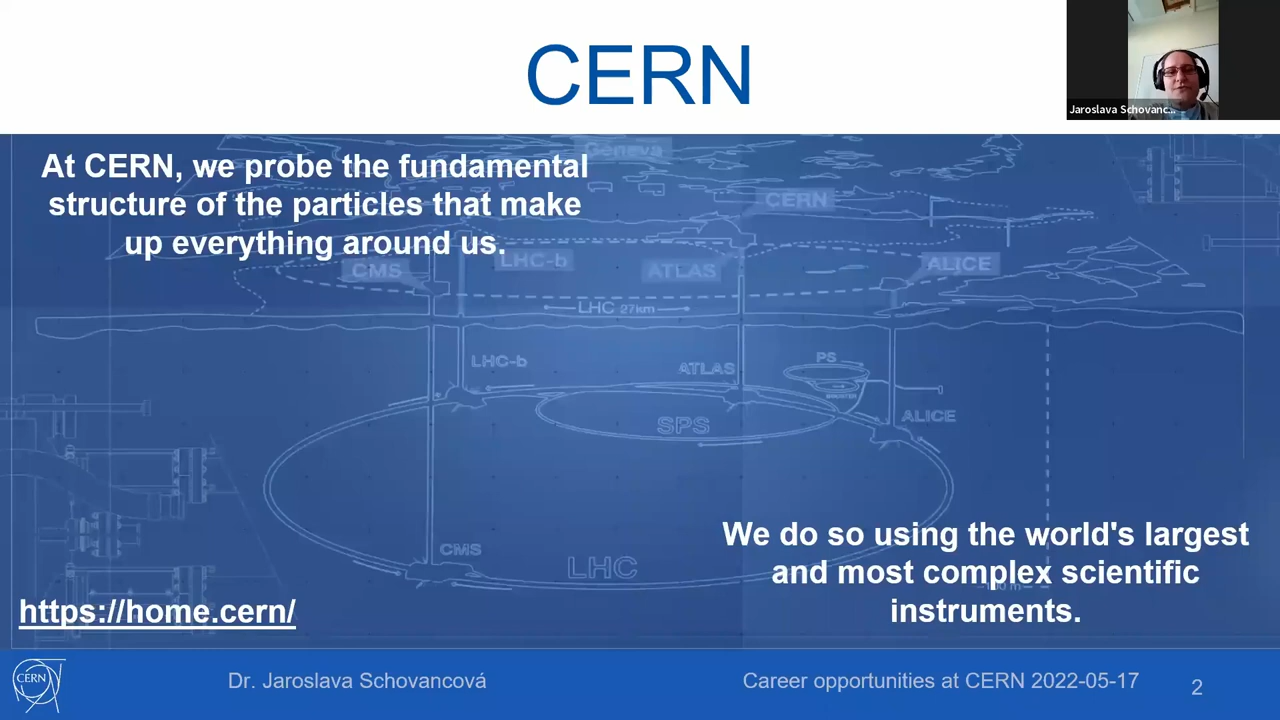 CERN
Jaroslava Schovanc...
At CERN, we probe the fundamental
structure of the particles that make
up everything around us.
Geneva
CERN
CMS
LHC-b
ATLAS
ALICE
LHC 27km
LHC-b
ATLAS
PS
BOOSTER
SPS
ALICE
CMS
LHC
We do so using the world's largest
and most complex scientific
instruments.
https://home.cern/
CERN
Dr. Jaroslava Schovancová
Career opportunities at CERN 2022-05-17
2